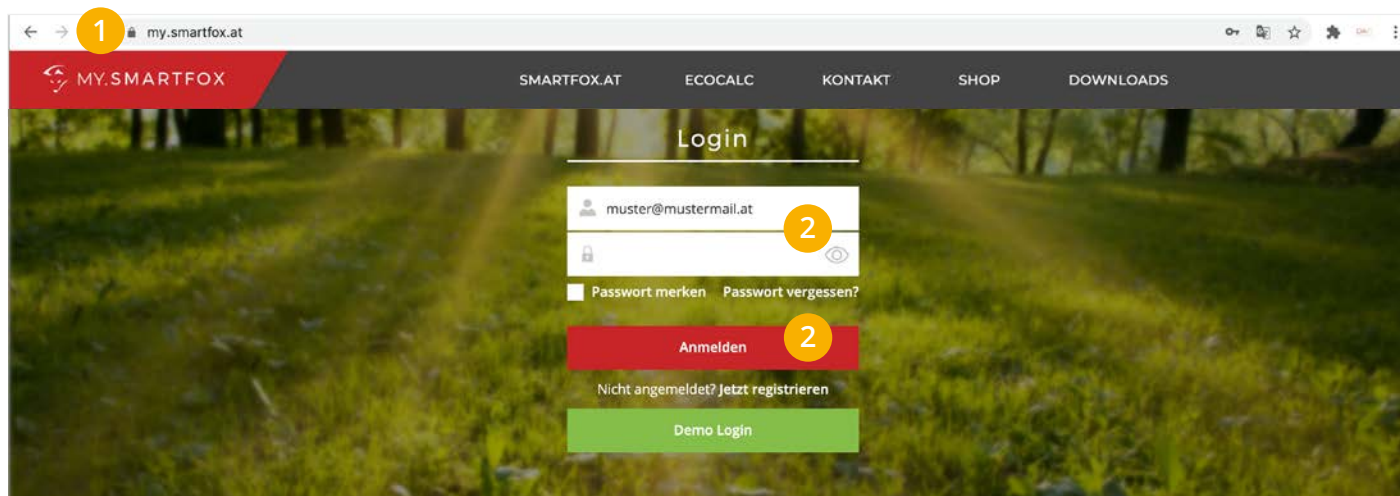 1 my.smartfox.at
MY.SMARTFOX SMARTFOX.AT ECOCALC KONTAKT SHOP DOWNLOADS
Login
muster@mustermail.at
2
Passwort merken Passwort vergessen?
Anmelden 2
Nicht angemeldet? Jetzt registrieren
Demo Login